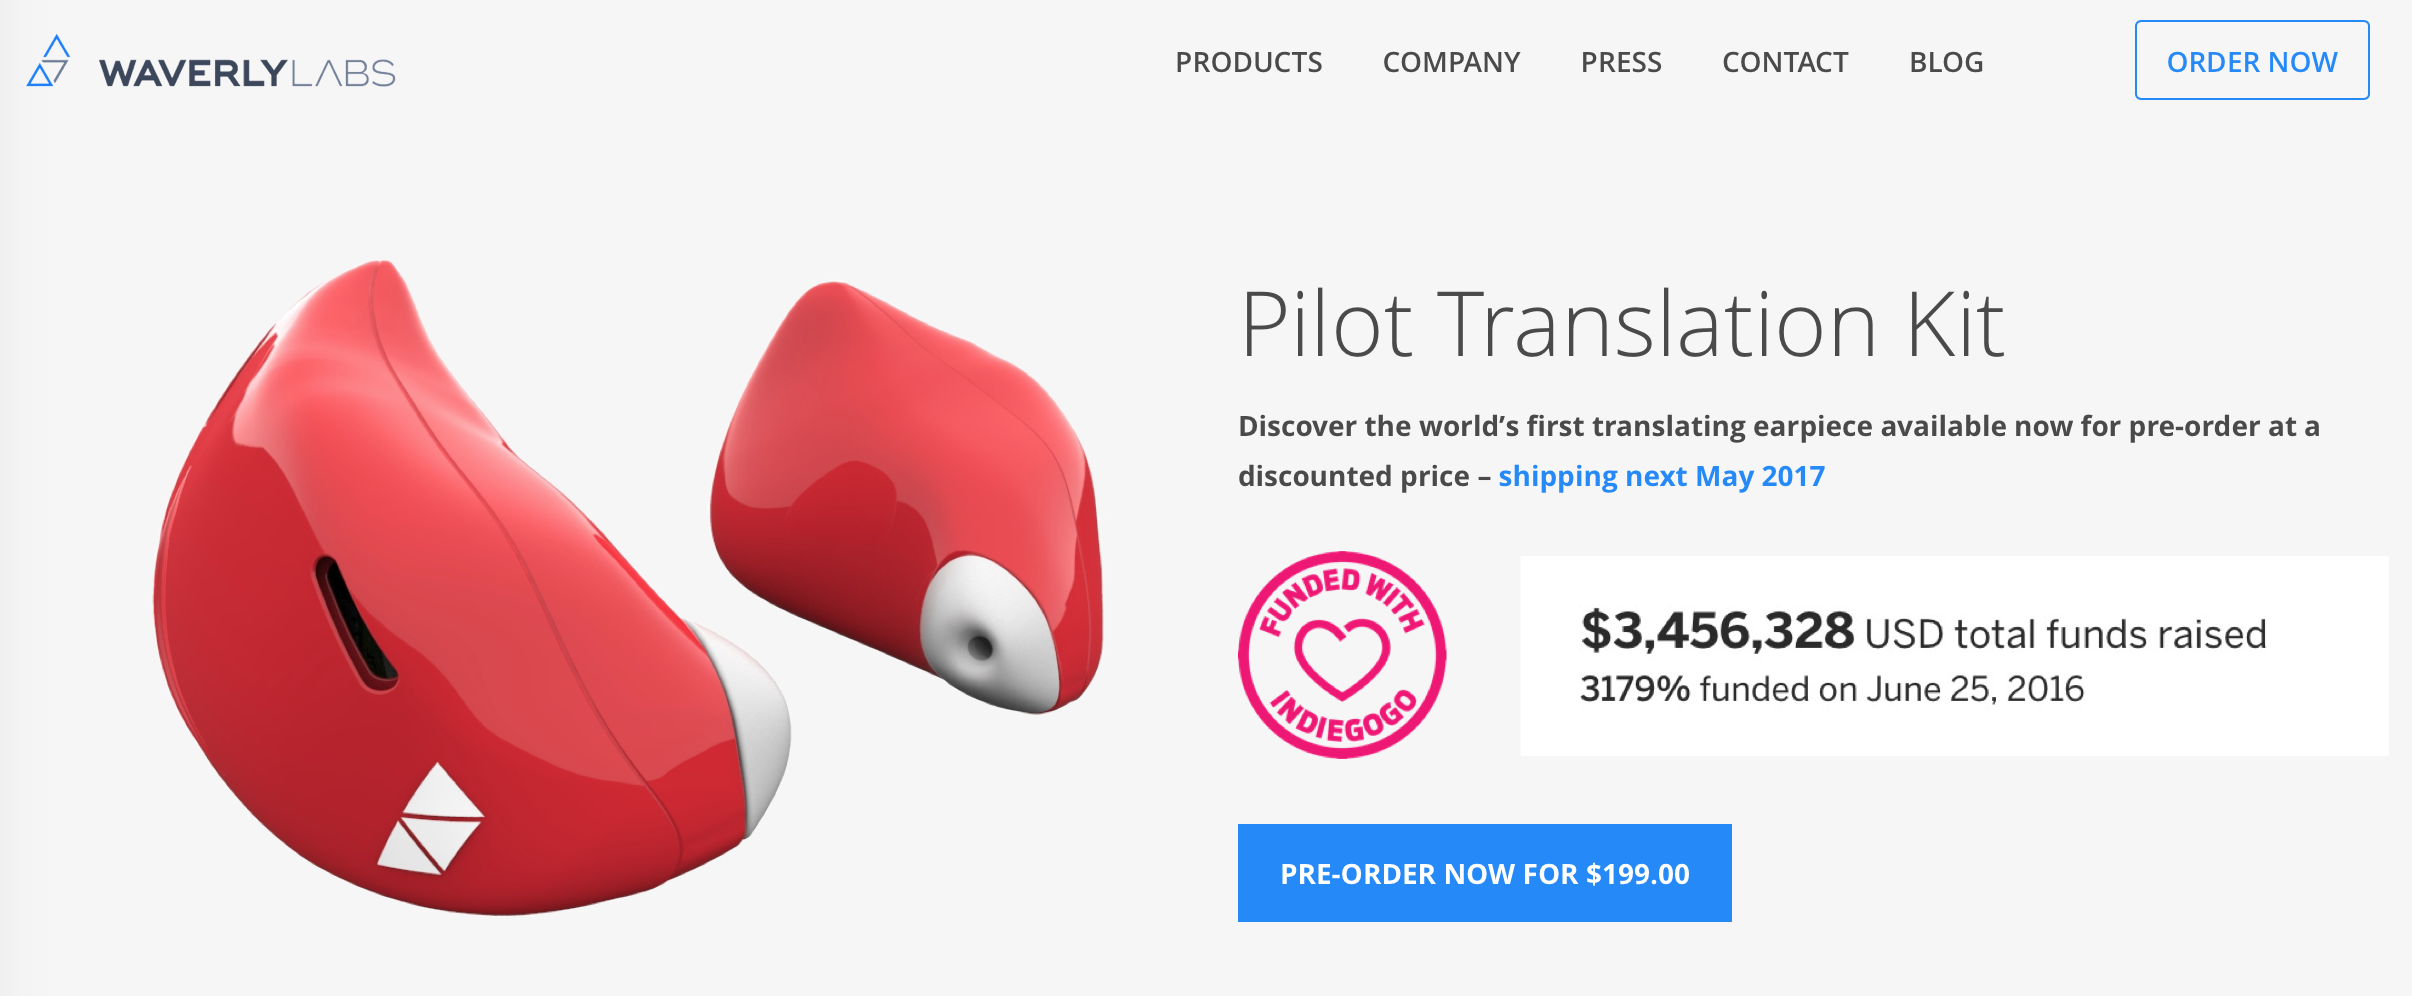 WAVERLYLABS
PRODUCTS
COMPANY
PRESS
CONTACT
BLOG
ORDER NOW
Pilot Translation Kit
Discover the world’s first translating earpiece available now for pre-order at a
discounted price – shipping next May 2017
FUNDED WITH
INDIEGOGO
$3,456,328 USD total funds raised
3179% funded on June 25, 2016
PRE-ORDER NOW FOR $199.00